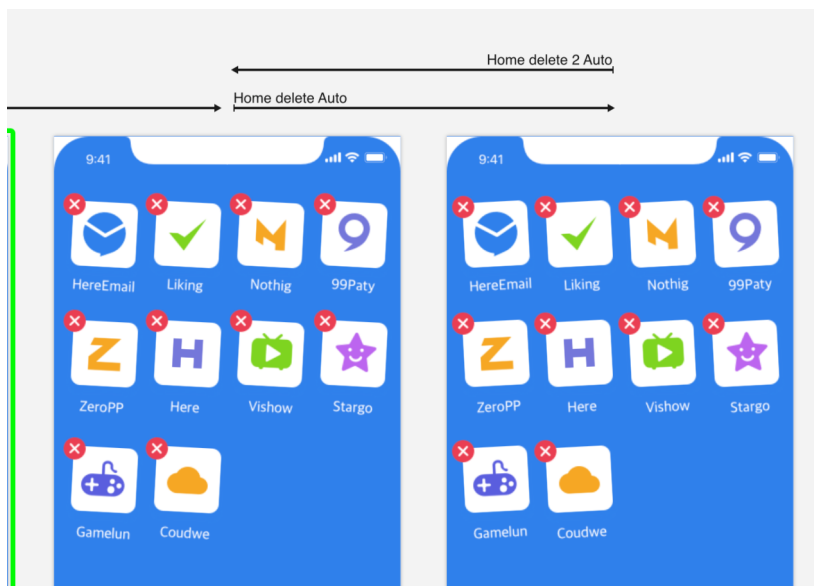 Home delete 2 Auto
Home delete Auto
9:41
HereEmail Liking Nothig 99Paty
ZeroPP Here Vishow Stargo
Gamelun Coudwe
9:41
HereEmail Liking Nothig 99Paty
ZeroPP Here Vishow Stargo
Gamelun Coudwe